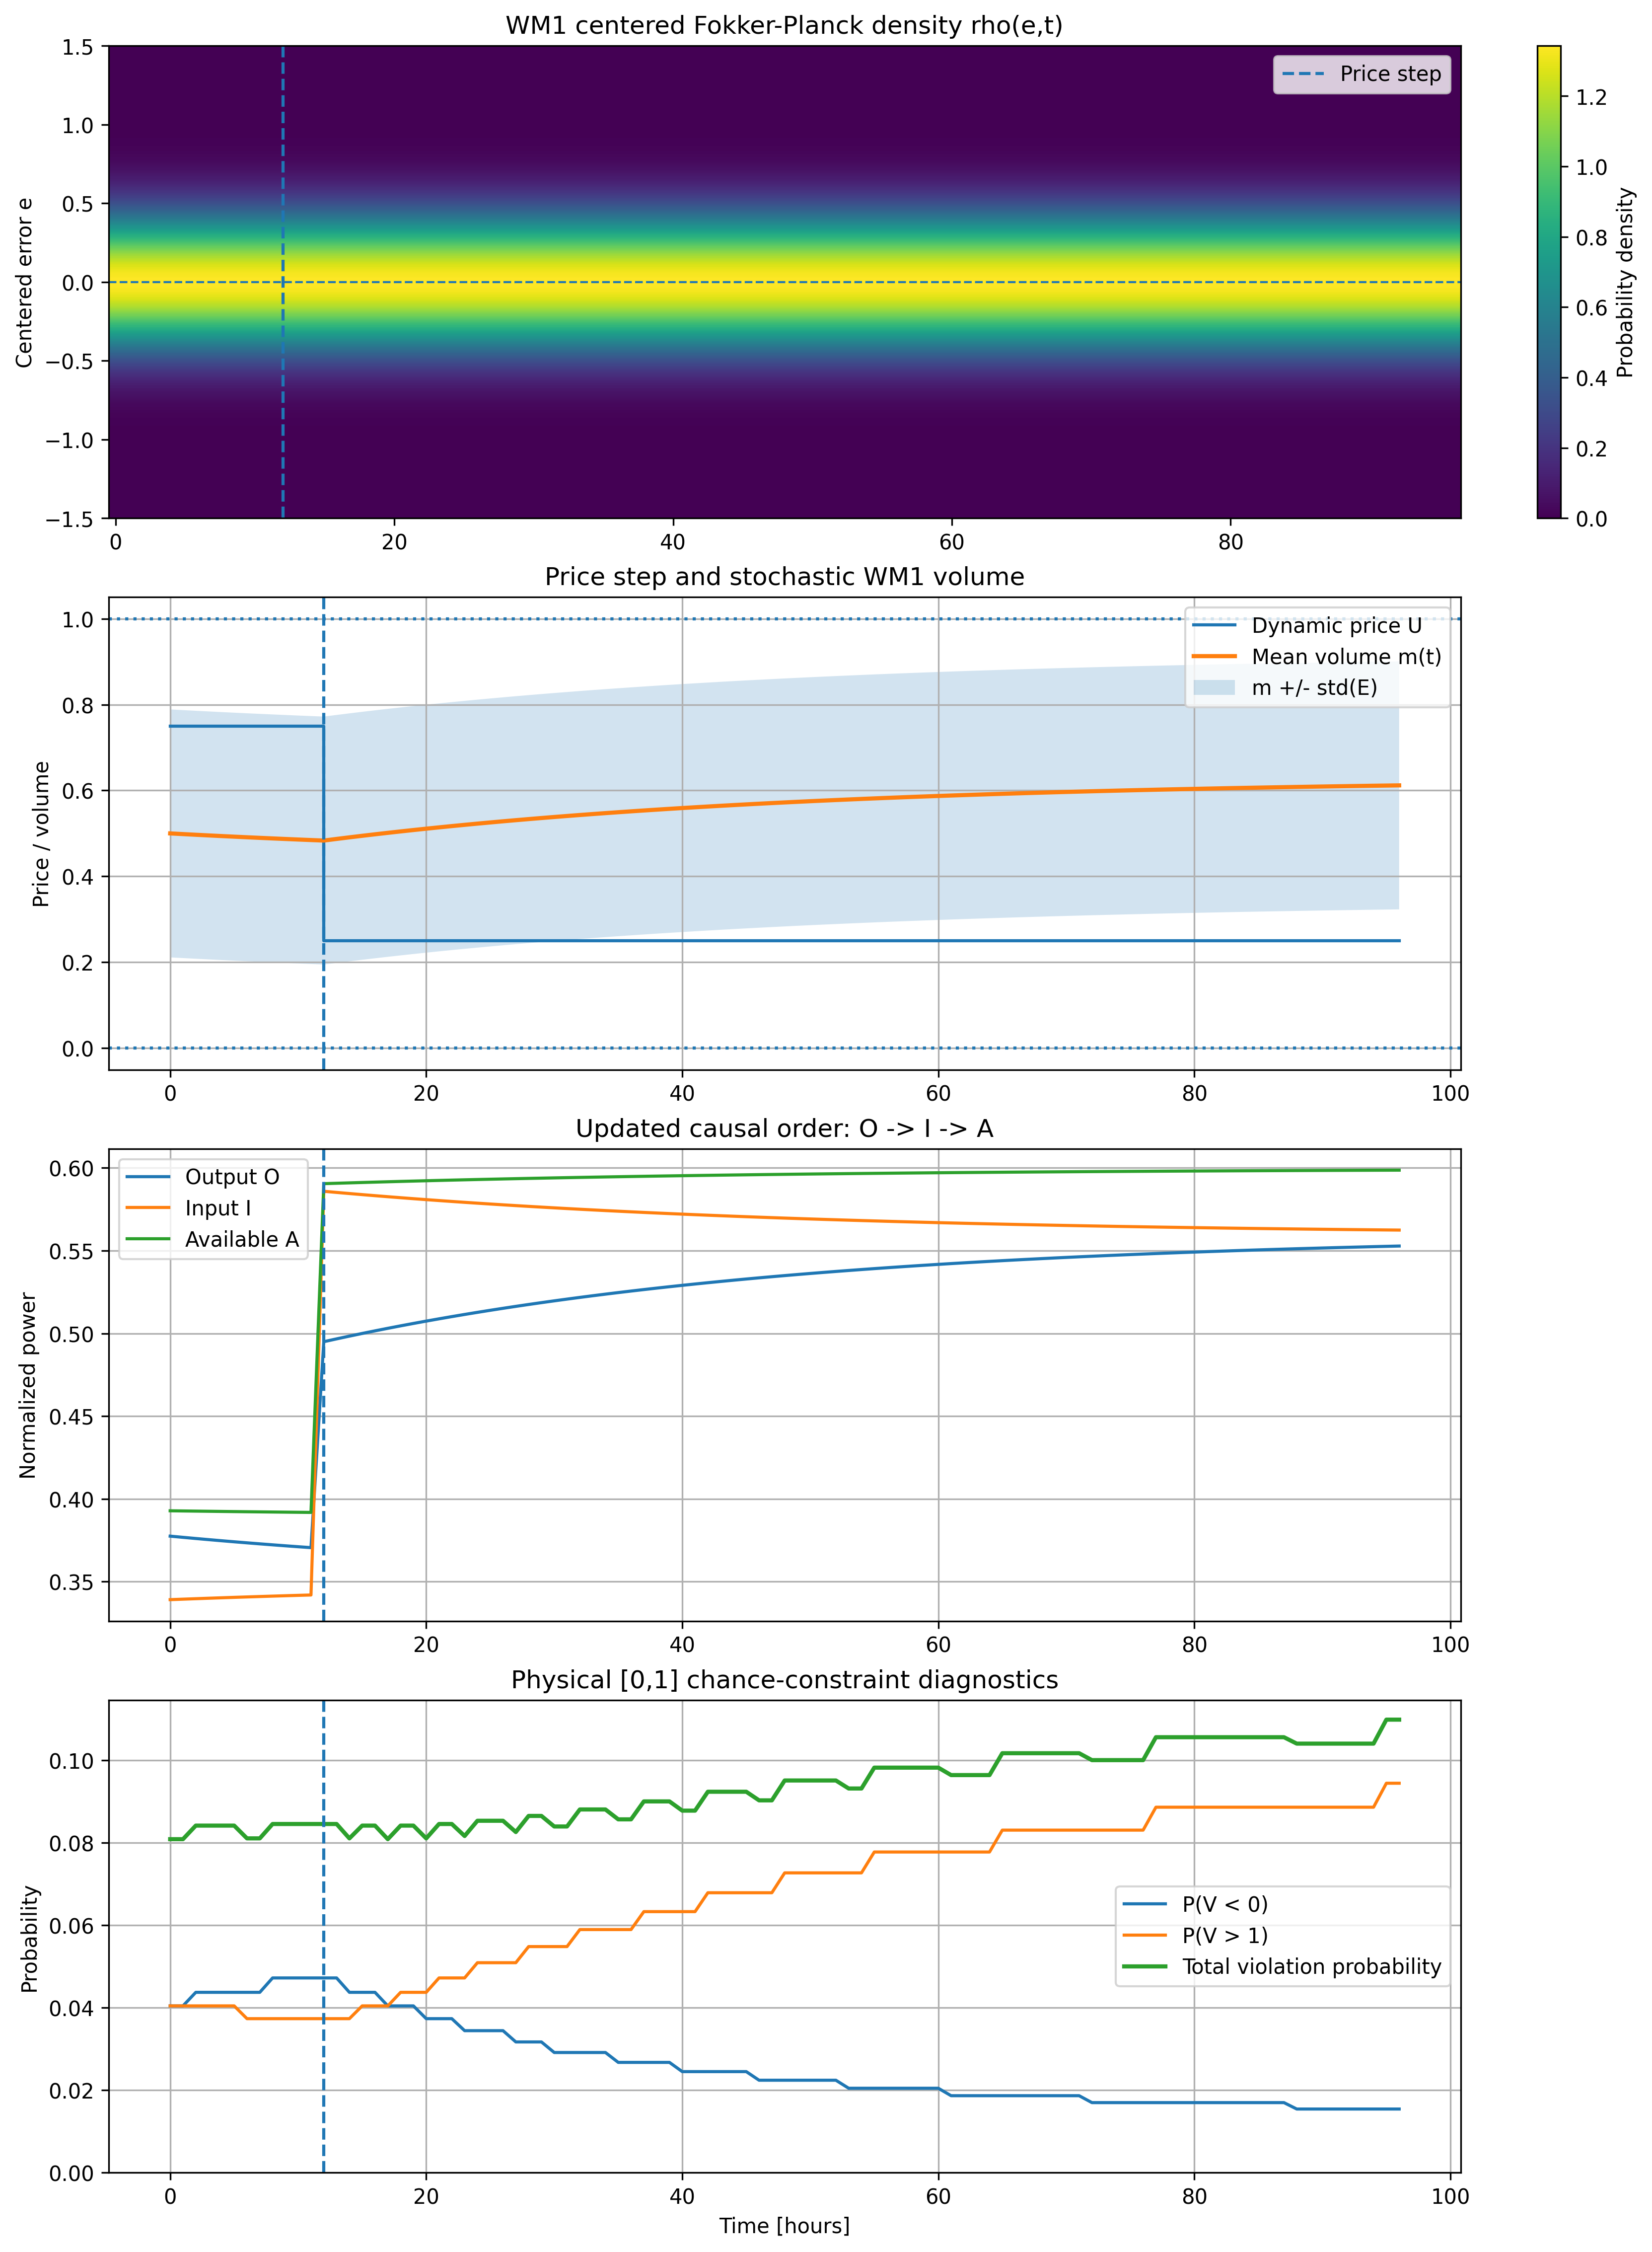 WM1 centered Fokker-Planck density rho(e,t)
1.5
1.0
0.5
0.0
−0.5
−1.0
−1.5
Centered error e
Price step
0 20 40 60 80
1.2
1.0
0.8
0.6
0.4
0.2
0.0
Probability density
Price step and stochastic WM1 volume
1.0
0.8
0.6
0.4
0.2
0.0
Price / volume
Dynamic price U
Mean volume m(t)
m +/- std(E)
0 20 40 60 80 100
Updated causal order: O -> I -> A
0.60
0.55
0.50
0.45
0.40
0.35
Normalized power
Output O
Input I
Available A
0 20 40 60 80 100
Physical [0,1] chance-constraint diagnostics
0.10
0.08
0.06
0.04
0.02
0.00
Probability
P(V < 0)
P(V > 1)
Total violation probability
0 20 40 60 80 100
Time [hours]